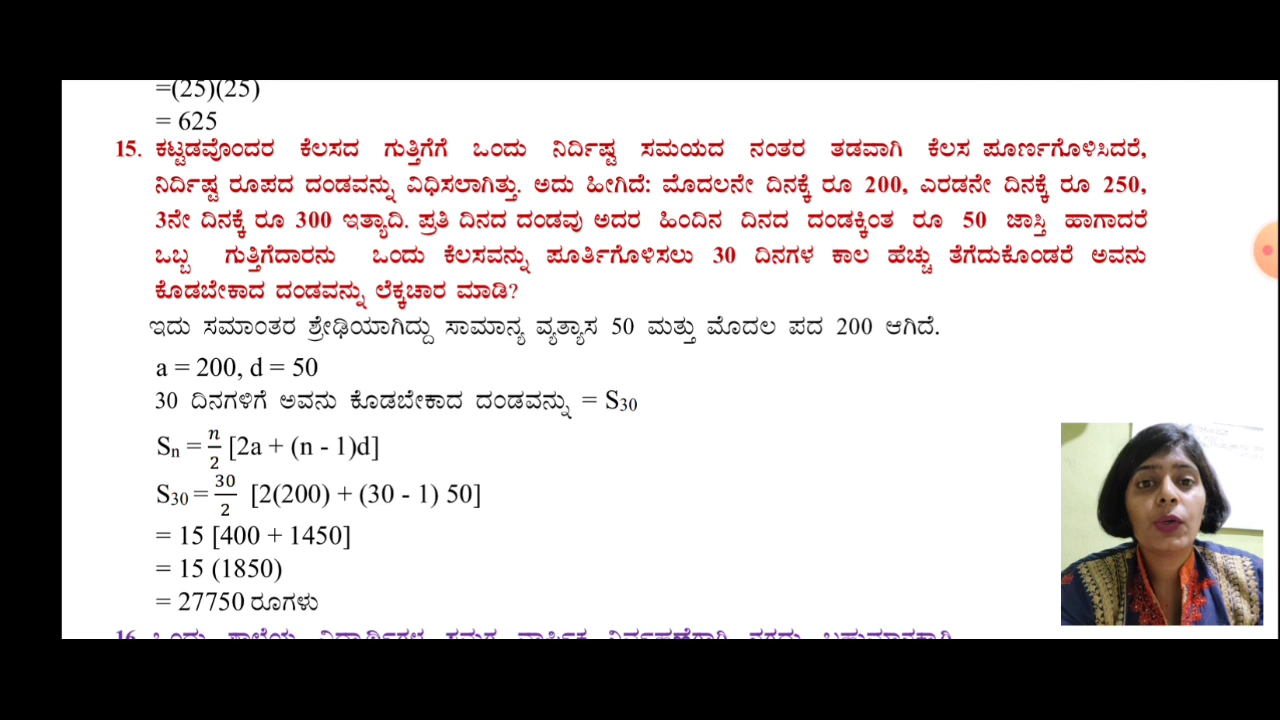 =(25)(25)
= 625
15. ಕಟ್ಟಡವೊಂದರ ಕೆಲಸದ ಗುತ್ತಿಗೆಗೆ ಒಂದು ನಿರ್ದಿಷ್ಟ ಸಮಯದ ನಂತರ ತಡವಾಗಿ ಕೆಲಸ ಪೂರ್ಣಗೊಳಿಸಿದರೆ,
ನಿರ್ದಿಷ್ಟ ರೂಪದ ದಂಡವನ್ನು ವಿಧಿಸಲಾಗಿತ್ತು. ಅದು ಹೀಗಿದೆ: ಮೊದಲನೇ ದಿನಕ್ಕೆ ರೂ 200, ಎರಡನೇ ದಿನಕ್ಕೆ ರೂ 250,
3ನೇ ದಿನಕ್ಕೆ ರೂ 300 ಇತ್ಯಾದಿ. ಪ್ರತಿ ದಿನದ ದಂಡವು ಅದರ ಹಿಂದಿನ ದಿನದ ದಂಡಕ್ಕಿಂತ ರೂ 50 ಜಾಸ್ತಿ ಹಾಗಾದರೆ
ಒಬ್ಬ ಗುತ್ತಿಗೆದಾರನು ಒಂದು ಕೆಲಸವನ್ನು ಪೂರ್ತಿಗೊಳಿಸಲು 30 ದಿನಗಳ ಕಾಲ ಹೆಚ್ಚು ತೆಗೆದುಕೊಂಡರೆ ಅವನು
ಕೊಡಬೇಕಾದ ದಂಡವನ್ನು ಲೆಕ್ಕಚಾರ ಮಾಡಿ?
ಇದು ಸಮಾಂತರ ಶ್ರೇಢಿಯಾಗಿದ್ದು ಸಾಮಾನ್ಯ ವ್ಯತ್ಯಾಸ 50 ಮತ್ತು ಮೊದಲ ಪದ 200 ಆಗಿದೆ.
a = 200, d = 50
30 ದಿನಗಳಿಗೆ ಅವನು ಕೊಡಬೇಕಾದ ದಂಡವನ್ನು = S30
Sn = n/2 [2a + (n - 1)d]
S30 = 30/2 [2(200) + (30 - 1) 50]
= 15 [400 + 1450]
= 15 (1850)
= 27750 ರೂಗಳು